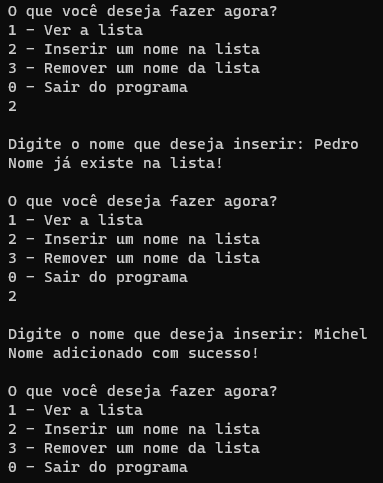 O que você deseja fazer agora?
1 - Ver a lista
2 - Inserir um nome na lista
3 - Remover um nome da lista
0 - Sair do programa
2
Digite o nome que deseja inserir: Pedro
Nome já existe na lista!
O que você deseja fazer agora?
1 - Ver a lista
2 - Inserir um nome na lista
3 - Remover um nome da lista
0 - Sair do programa
2
Digite o nome que deseja inserir: Michel
Nome adicionado com sucesso!
O que você deseja fazer agora?
1 - Ver a lista
2 - Inserir um nome na lista
3 - Remover um nome da lista
0 - Sair do programa